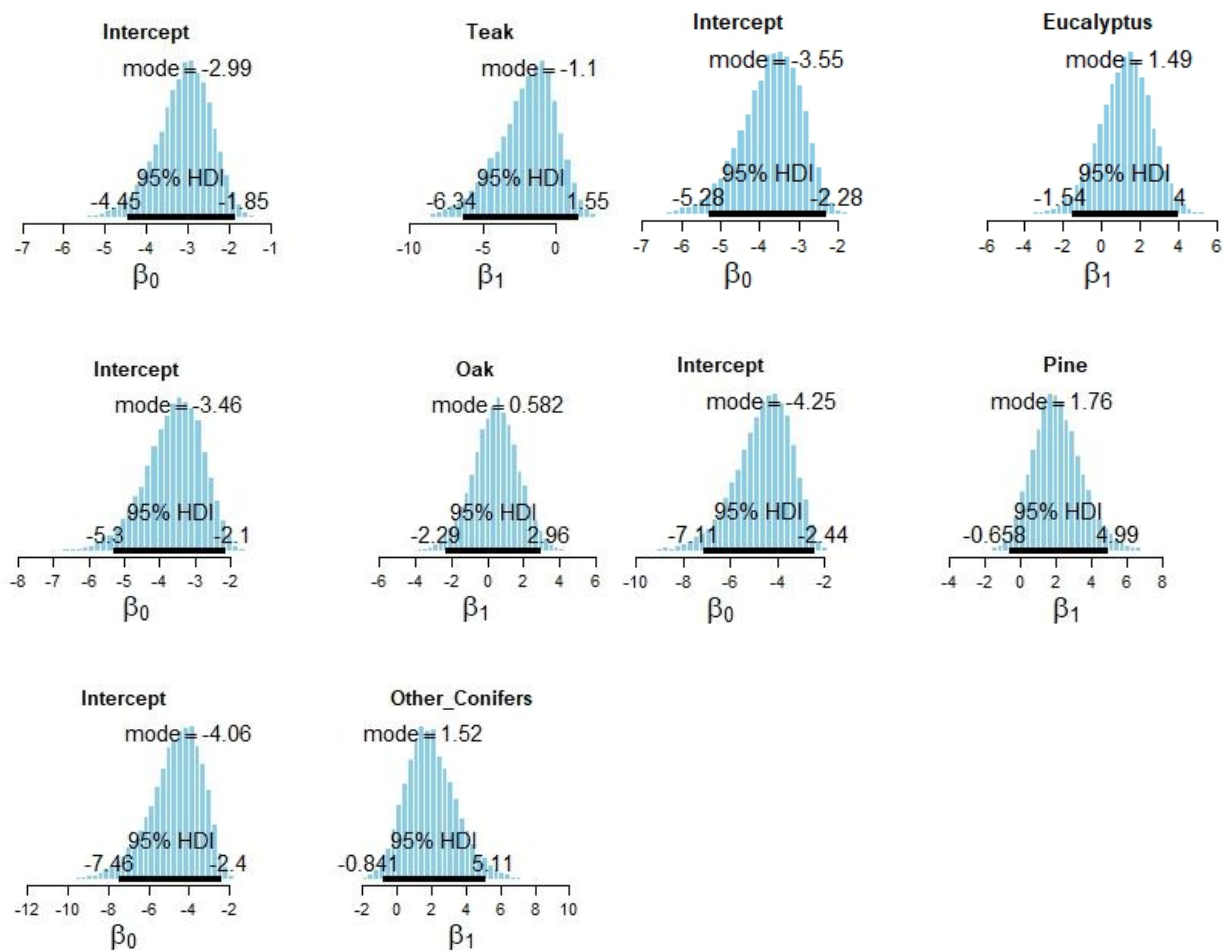 Intercept
mode = -2.99
95% HDI
-4.45 -1.85
-7 -6 -5 -4 -3 -2 -1
β0
Teak
mode = -1.1
95% HDI
-6.34 1.55
-10 -5 0
β1
Intercept
mode = -3.55
95% HDI
-5.28 -2.28
-7 -6 -5 -4 -3 -2
β0
Eucalyptus
mode = 1.49
95% HDI
-1.54 4
-6 -4 -2 0 2 4 6
β1
Intercept
mode = -3.46
95% HDI
-5.3 -2.1
-8 -7 -6 -5 -4 -3 -2
β0
Oak
mode = 0.582
95% HDI
-2.29 2.96
-6 -4 -2 0 2 4 6
β1
Intercept
mode = -4.25
95% HDI
-7.11 -2.44
-10 -8 -6 -4 -2
β0
Pine
mode = 1.76
95% HDI
-0.658 4.99
-4 -2 0 2 4 6 8
β1
Intercept
mode = -4.06
95% HDI
-7.46 -2.4
-12 -10 -8 -6 -4 -2
β0
Other_Conifers
mode = 1.52
95% HDI
-0.841 5.11
-2 0 2 4 6 8 10
β1